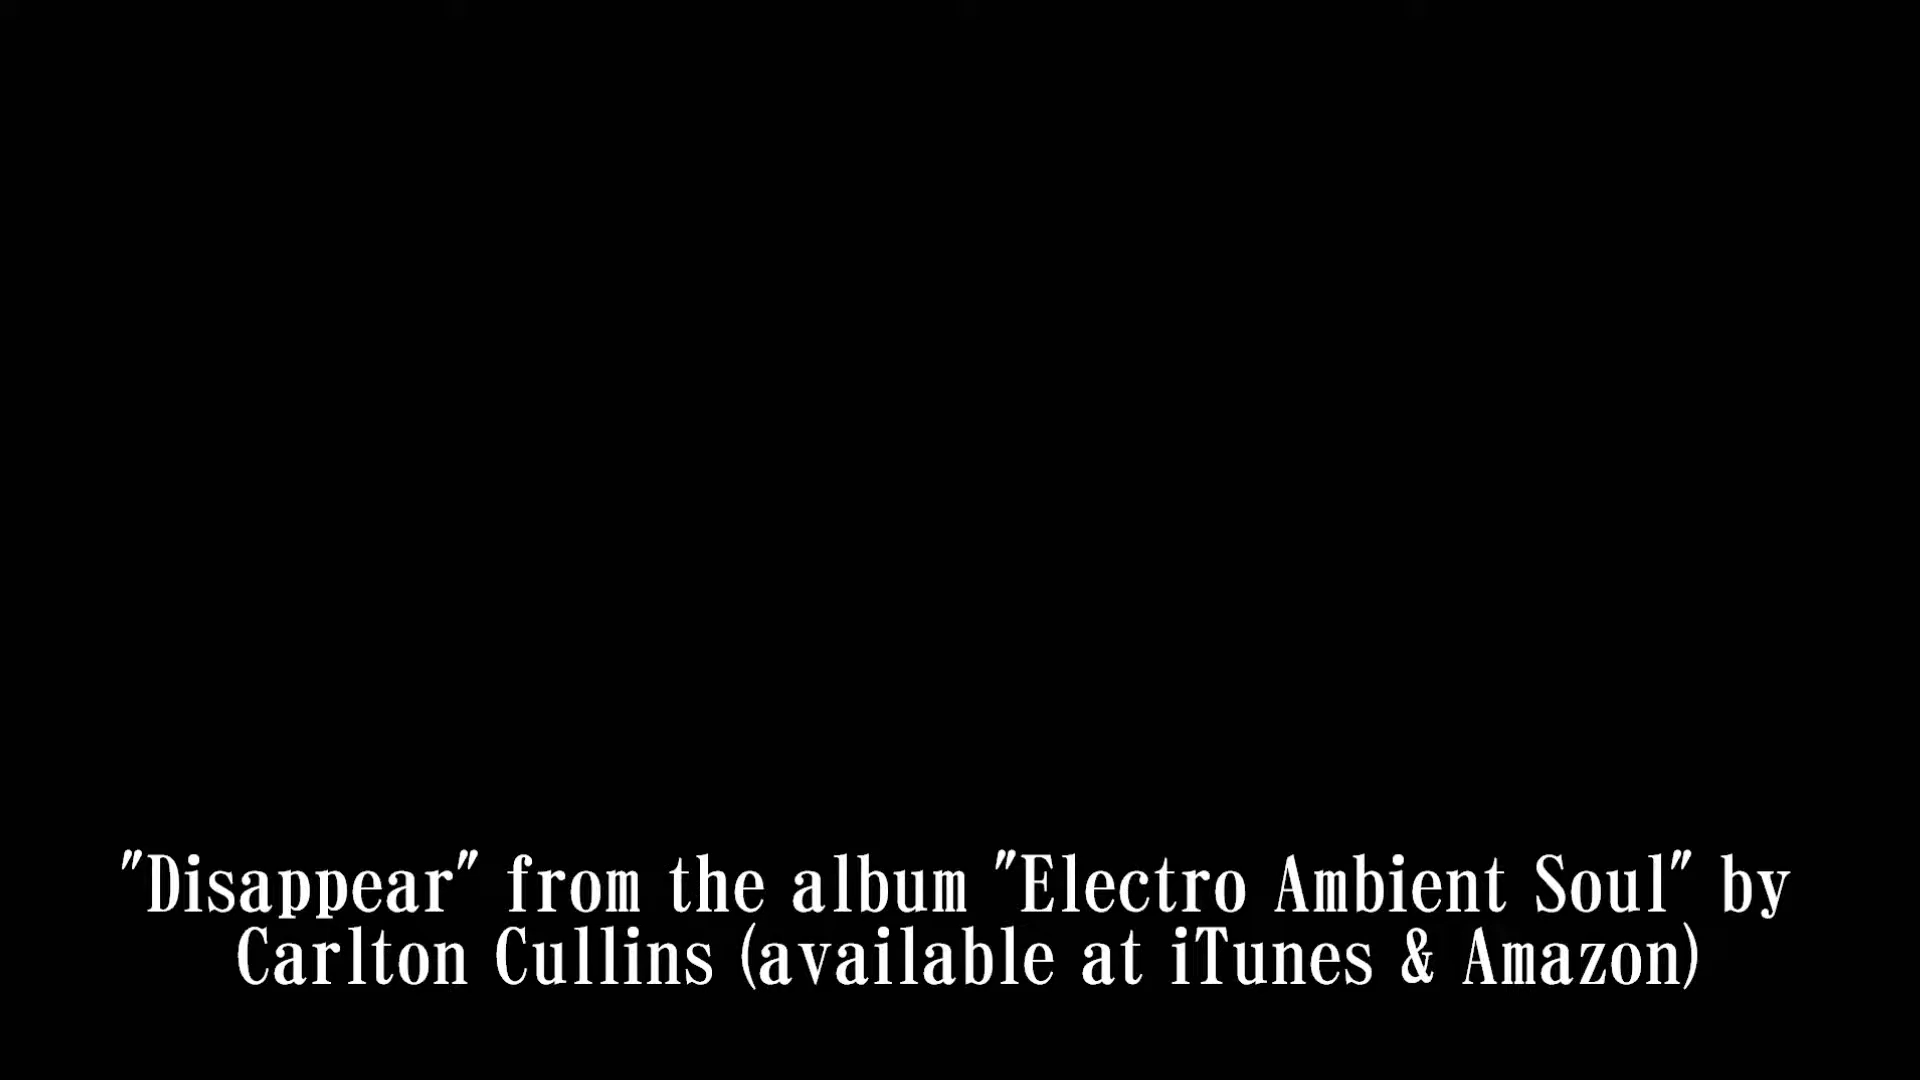 "Disappear" from the album "Electro Ambient Soul" by
Carlton Cullins (available at iTunes & Amazon)